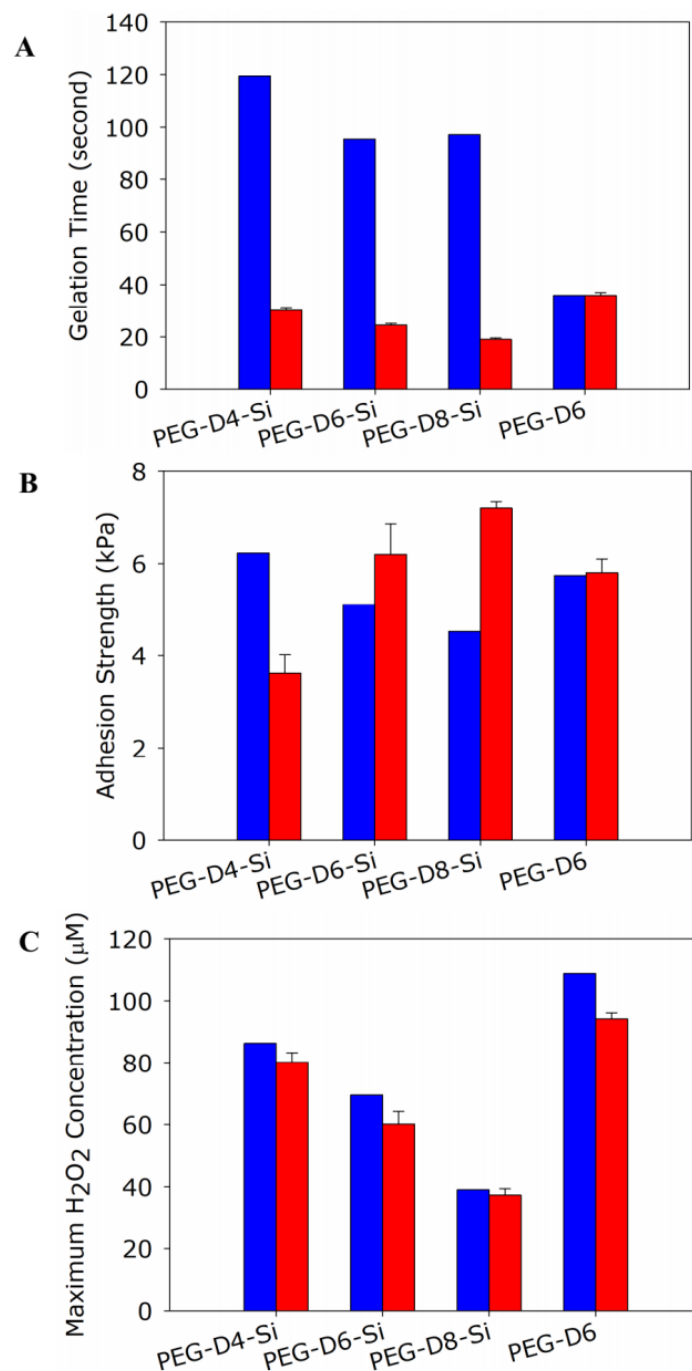 A
Gelation Time (second)
140
120
100
80
60
40
20
0
PEG-D4-Si
PEG-D6-Si
PEG-D8-Si
PEG-D6
B
Adhesion Strength (kPa)
8
6
4
2
0
PEG-D4-Si
PEG-D6-Si
PEG-D8-Si
PEG-D6
C
Maximum H₂O₂ Concentration (μM)
120
100
80
60
40
20
0
PEG-D4-Si
PEG-D6-Si
PEG-D8-Si
PEG-D6